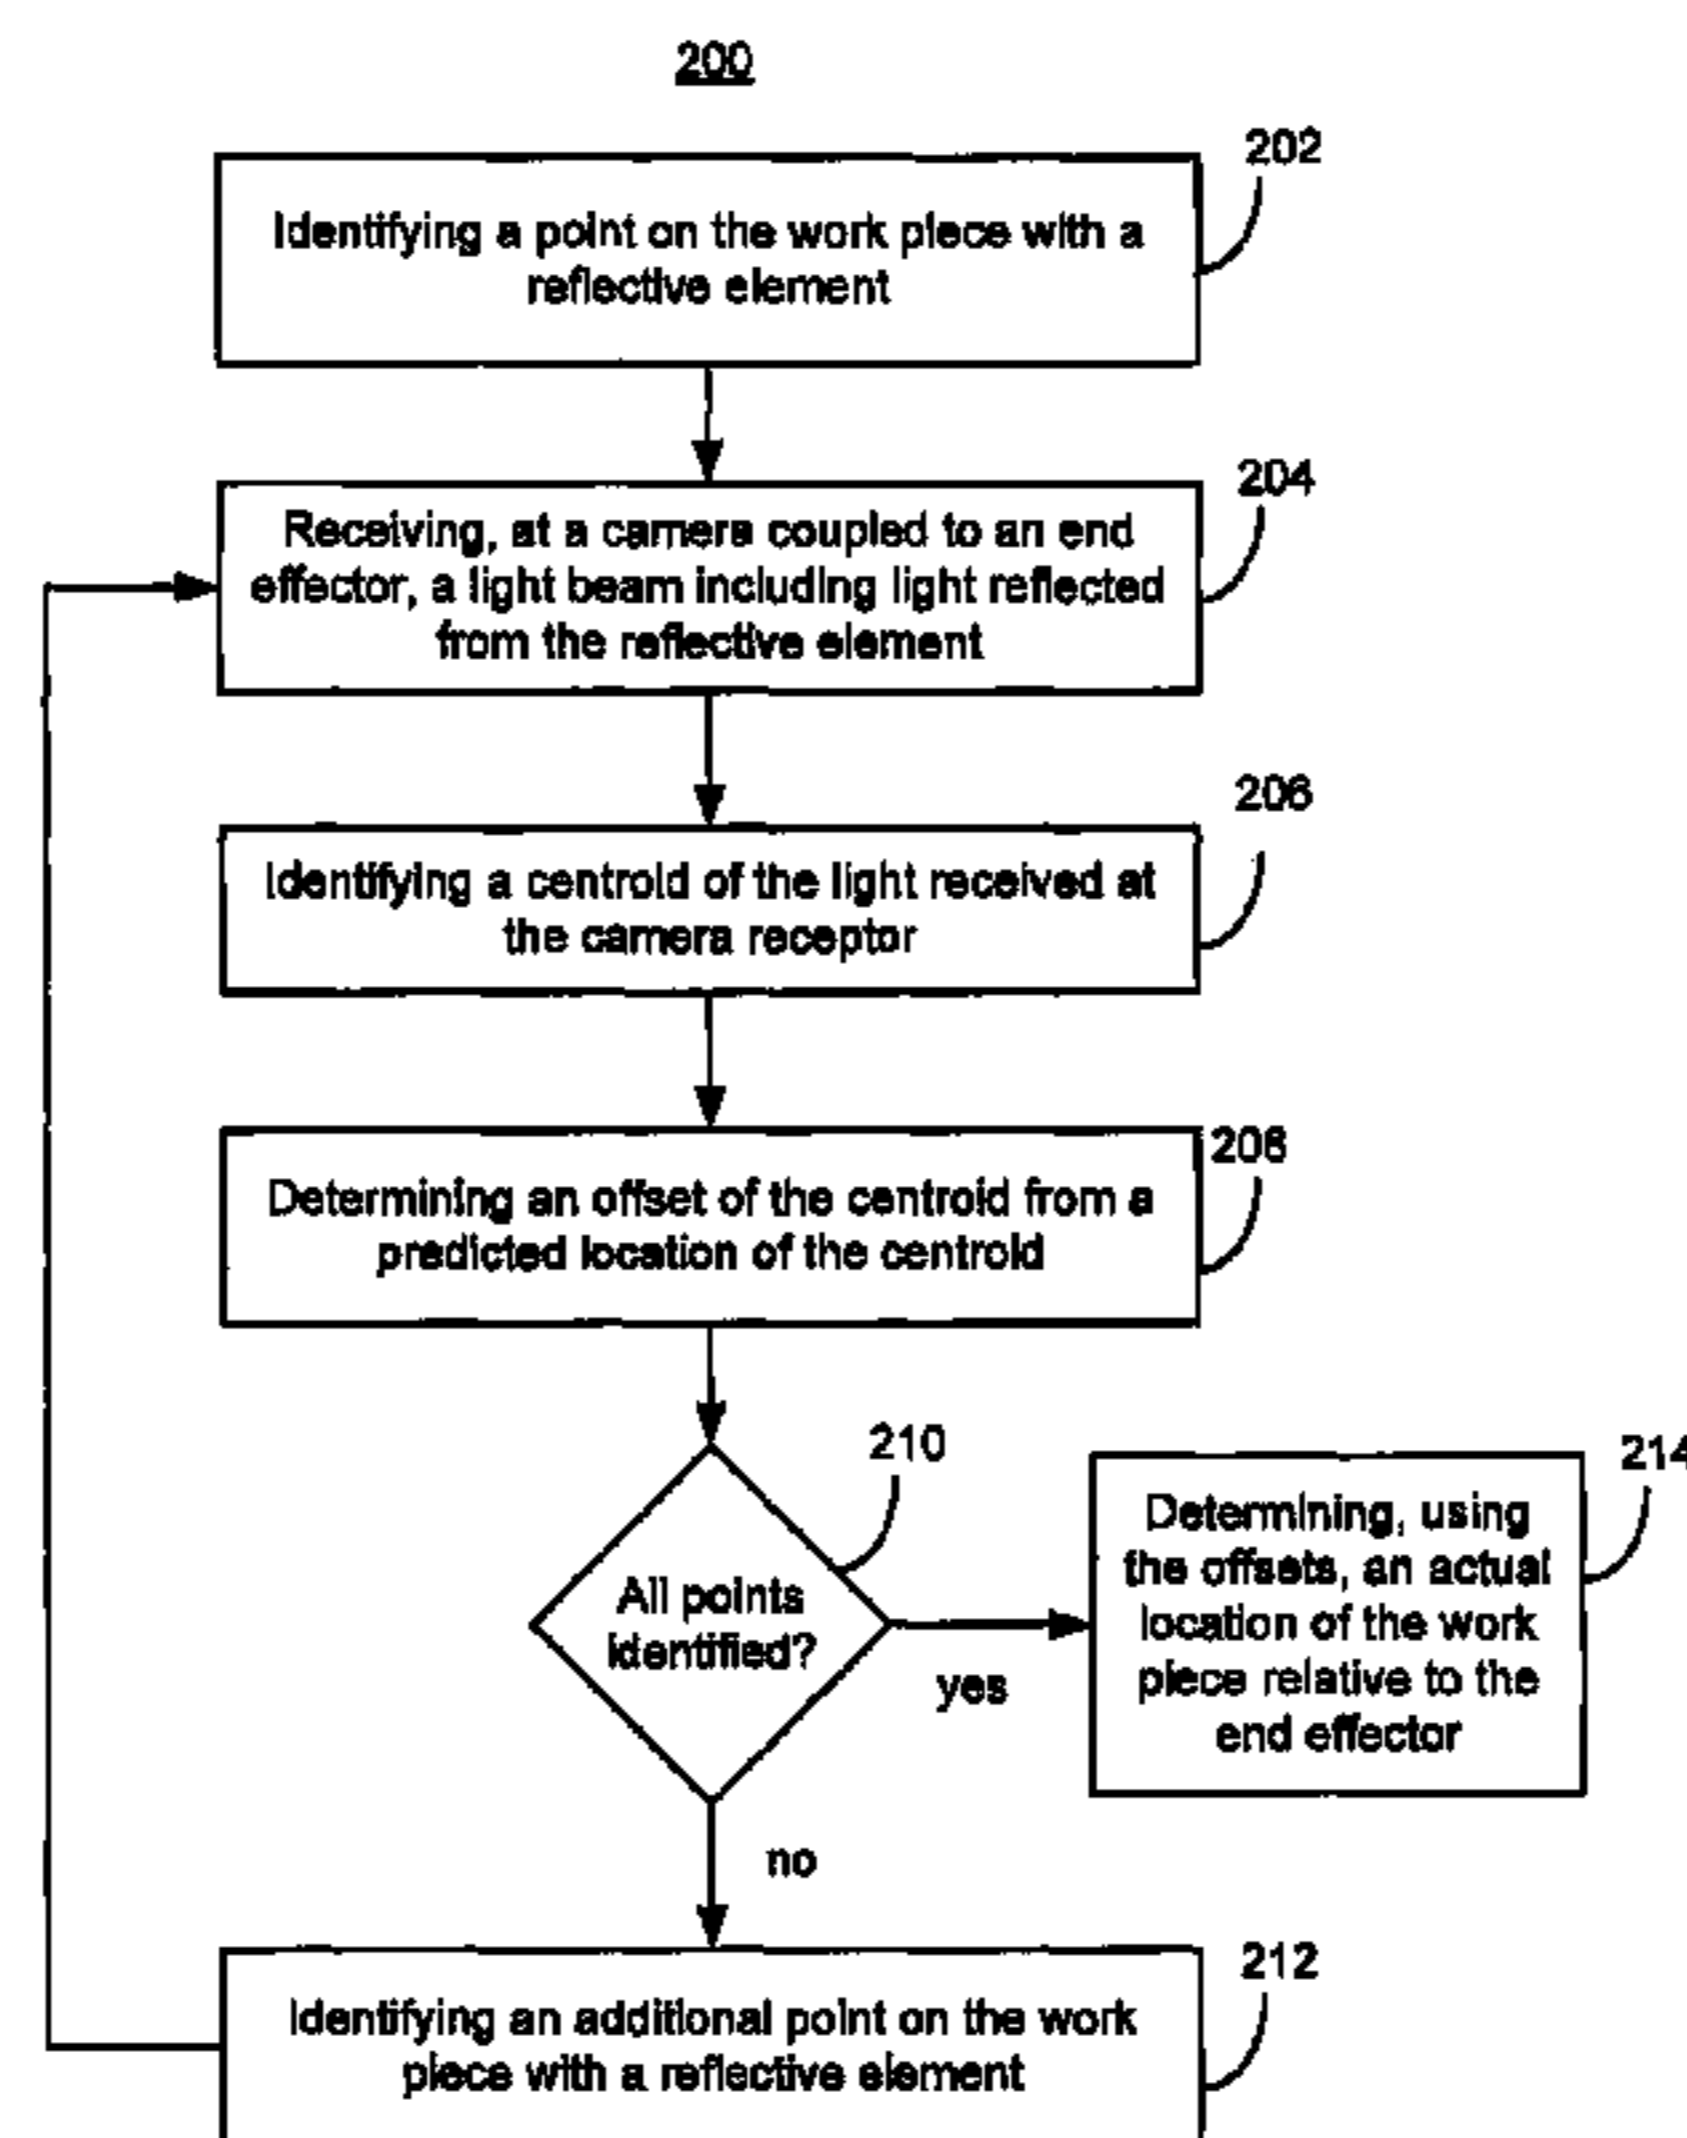 200
202
Identifying a point on the work piece with a
reflective element
204
Receiving, at a camera coupled to an end
effector, a light beam including light reflected
from the reflective element
206
Identifying a centroid of the light received at
the camera receptor
208
Determining an offset of the centroid from a
predicted location of the centroid
210
All points
identified?
yes
214
Determining, using
the offsets, an actual
location of the work
piece relative to the
end effector
no
212
Identifying an additional point on the work
piece with a reflective element